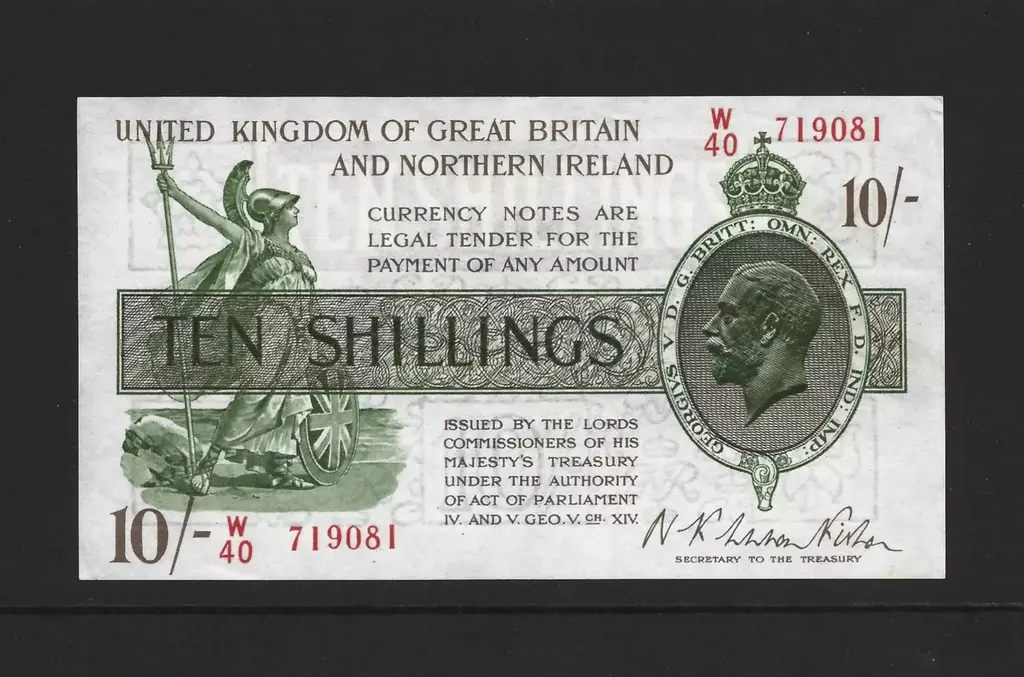 UNITED KINGDOM OF GREAT BRITAIN
AND NORTHERN IRELAND
W
40 719081
10/-
CURRENCY NOTES ARE
LEGAL TENDER FOR THE
PAYMENT OF ANY AMOUNT
TEN SHILLINGS
GEORGIVS V D. G. BRITT: OMN: REX F. D. IND: IMP:
ISSUED BY THE LORDS
COMMISSIONERS OF HIS
MAJESTY'S TREASURY
UNDER THE AUTHORITY
OF ACT OF PARLIAMENT
IV. AND V. GEO. V. CH. XIV.
10/-
W
40 719081
SECRETARY TO THE TREASURY